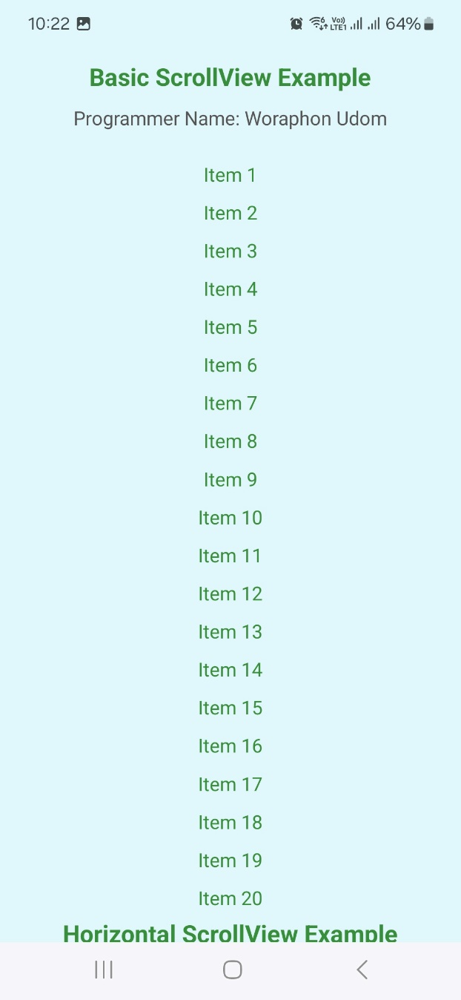 10:22
Vo)) LTE1 64%
Basic ScrollView Example
Programmer Name: Woraphon Udom
Item 1
Item 2
Item 3
Item 4
Item 5
Item 6
Item 7
Item 8
Item 9
Item 10
Item 11
Item 12
Item 13
Item 14
Item 15
Item 16
Item 17
Item 18
Item 19
Item 20
Horizontal ScrollView Example